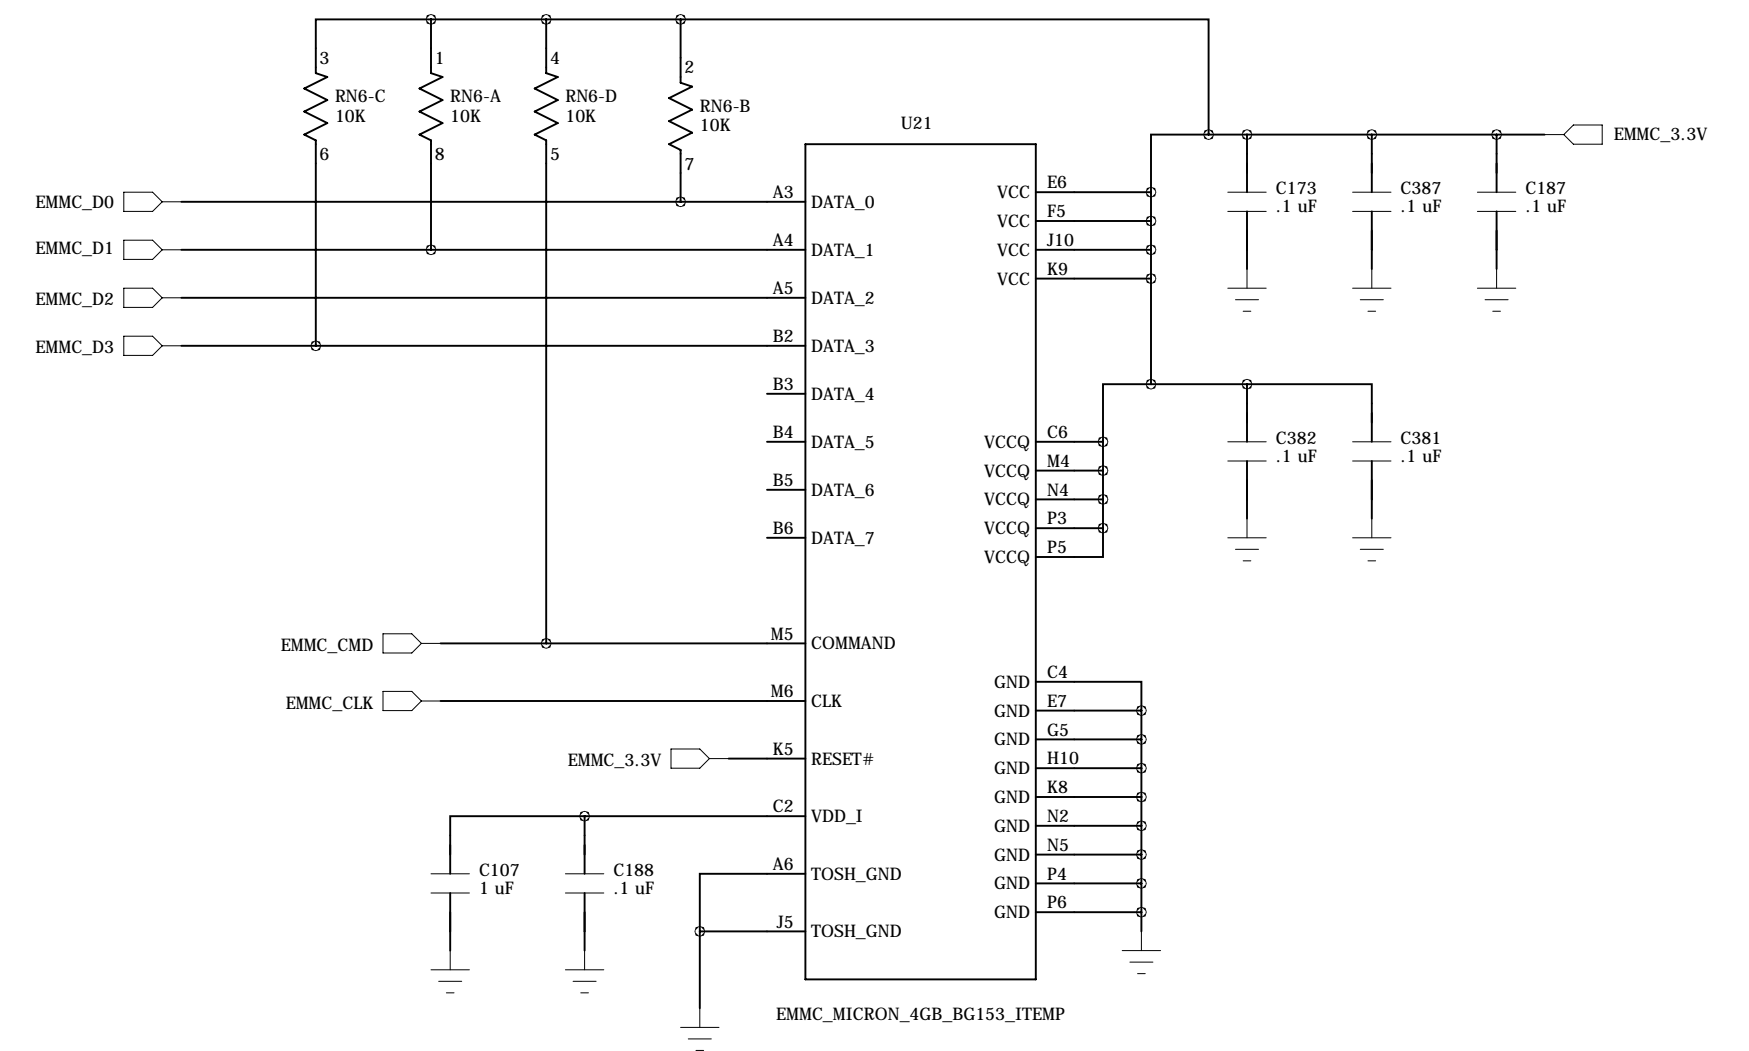 3
1
4
2
RN6-C
10K
RN6-A
10K
RN6-D
10K
RN6-B
10K
6
8
5
7
U21
EMMC_3.3V
C173
.1 uF
C387
.1 uF
C187
.1 uF
EMMC_D0
A3
DATA_0
EMMC_D1
A4
DATA_1
EMMC_D2
A5
DATA_2
EMMC_D3
B2
DATA_3
B3
DATA_4
B4
DATA_5
B5
DATA_6
B6
DATA_7
VCC
E6
VCC
F5
VCC
J10
VCC
K9
VCCQ
C6
VCCQ
M4
VCCQ
N4
VCCQ
P3
VCCQ
P5
C382
.1 uF
C381
.1 uF
EMMC_CMD
M5
COMMAND
EMMC_CLK
M6
CLK
EMMC_3.3V
K5
RESET#
C2
VDD_I
C107
1 uF
C188
.1 uF
A6
TOSH_GND
J5
TOSH_GND
GND
C4
GND
E7
GND
G5
GND
H10
GND
K8
GND
N2
GND
N5
GND
P4
GND
P6
EMMC_MICRON_4GB_BG153_ITEMP